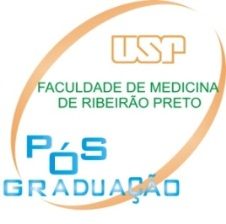 USP
FACULDADE DE MEDICINA
DE RIBEIRÃO PRETO
PÓS
GRADUAÇÃO